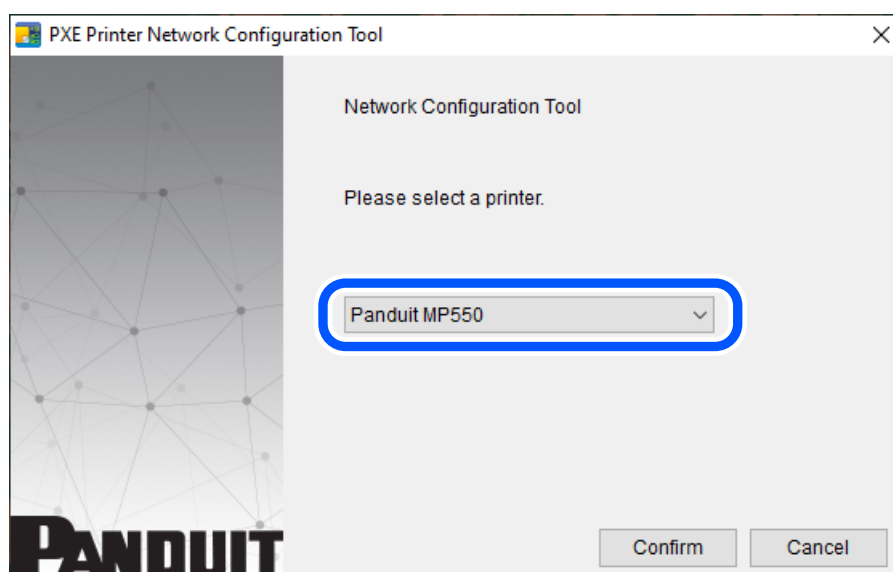 PXE Printer Network Configuration Tool
Network Configuration Tool
Please select a printer.
Panduit MP550
PANDUIT
Confirm Cancel